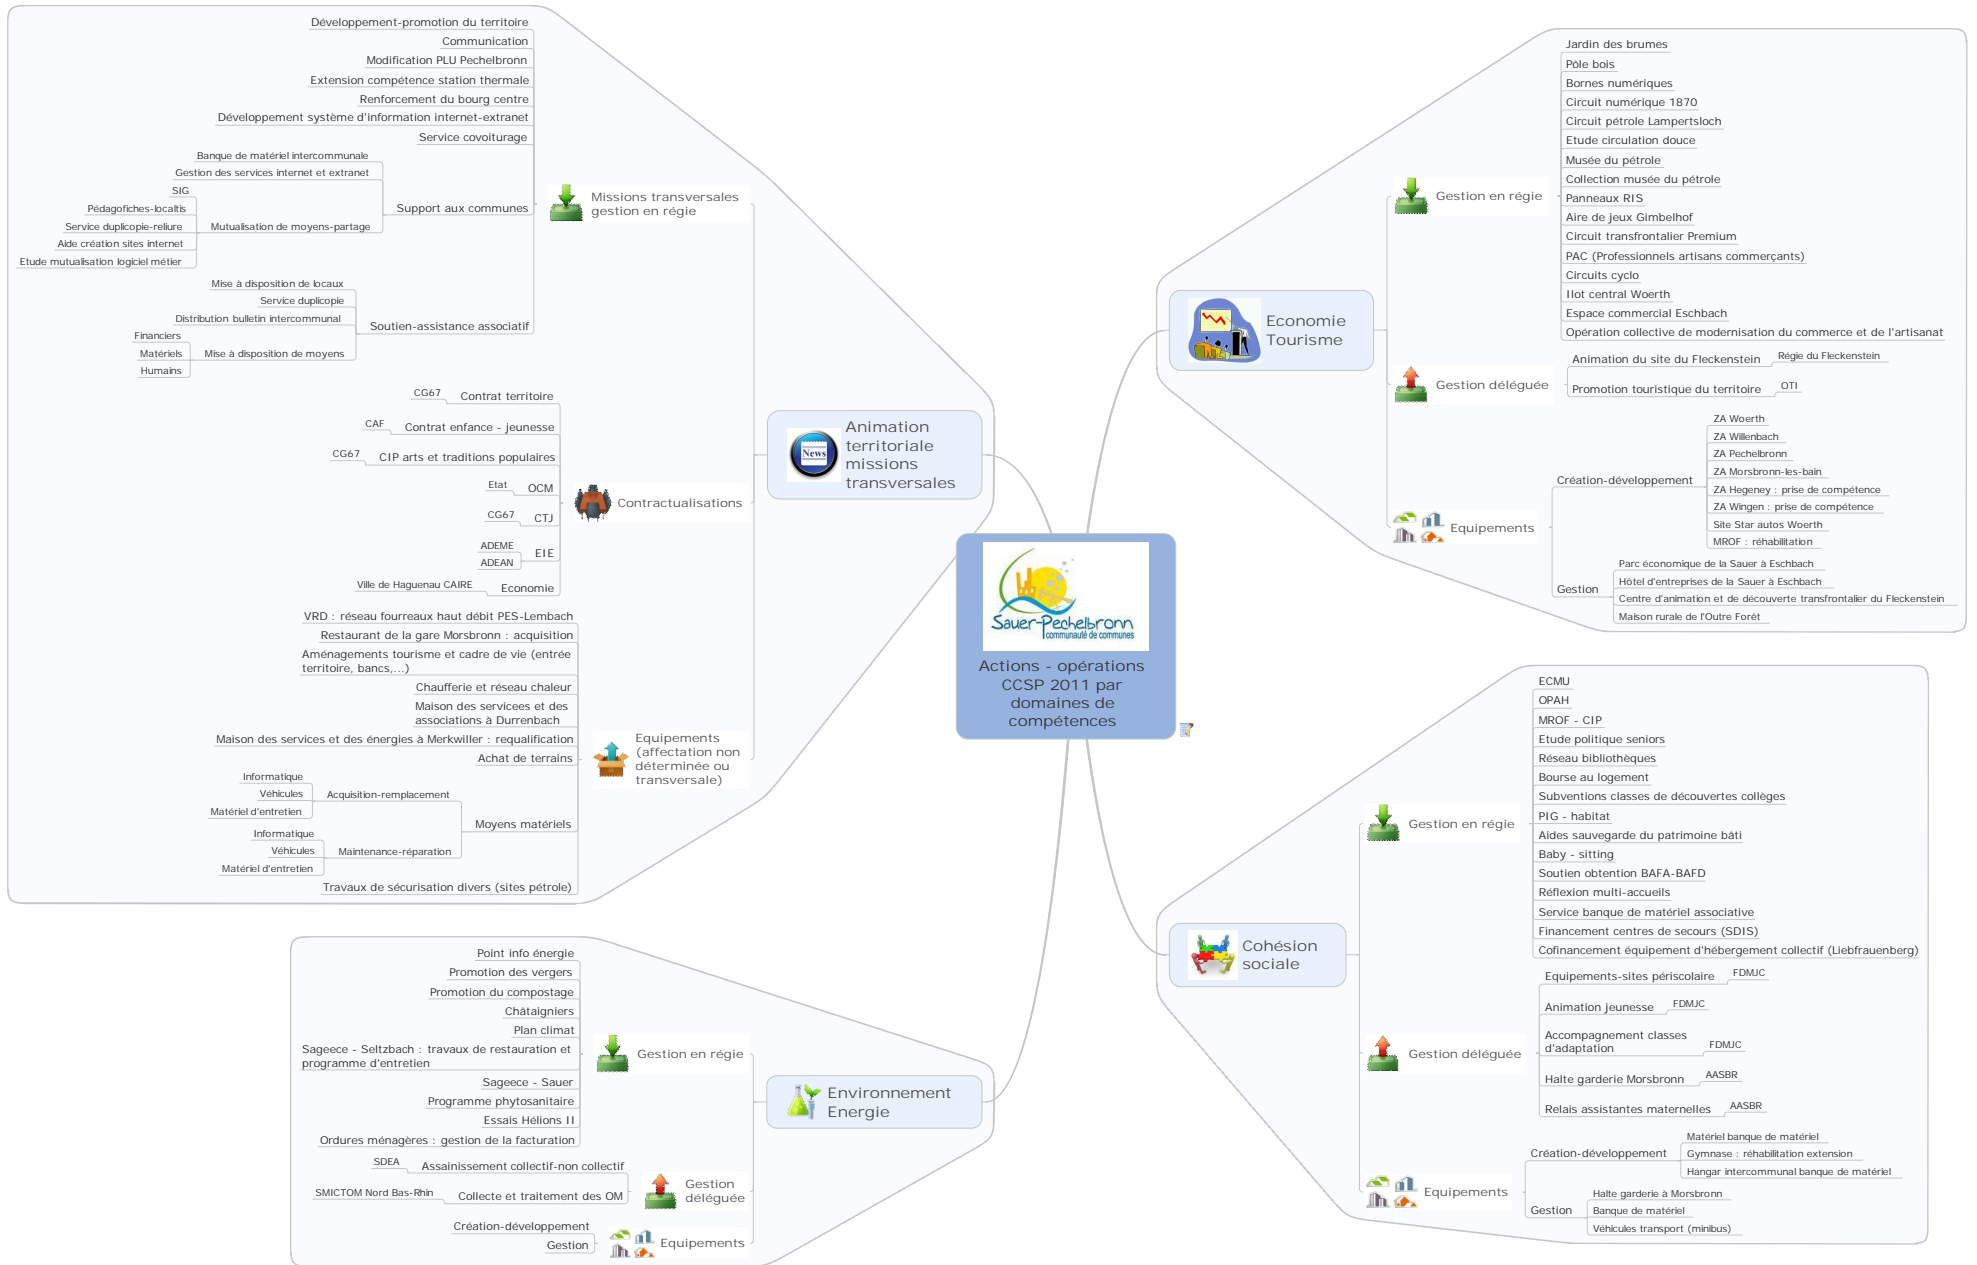 Développement-promotion du territoire
Communication
Modification PLU Pechelbronn
Extension compétence station thermale
Renforcement du bourg centre
Développement système d'information internet-extranet
Service covoiturage
Banque de matériel intercommunale
Gestion des services internet et extranet
SIG
Pédagofiches-localtis
Service duplicopie-reliure
Aide création sites internet
Etude mutualisation logiciel métier
Mutualisation de moyens-partage
Support aux communes
Mise à disposition de locaux
Service duplicopie
Distribution bulletin intercommunal
Financiers
Matériels
Humains
Mise à disposition de moyens
Soutien-assistance associatif
Missions transversales
gestion en régie
CG67
Contrat territoire
CAF
Contrat enfance - jeunesse
CG67
CIP arts et traditions populaires
Etat
OCM
CG67
CTJ
ADEME
ADEAN
EIE
Ville de Haguenau CAIRE
Economie
Contractualisations
VRD : réseau fourreaux haut débit PES-Lembach
Restaurant de la gare Morsbronn : acquisition
Aménagements tourisme et cadre de vie (entrée
territoire, bancs,...)
Chaufferie et réseau chaleur
Maison des servicees et des
associations à Durrenbach
Maison des services et des énergies à Merkwiller : requalification
Achat de terrains
Informatique
Véhicules
Matériel d'entretien
Acquisition-remplacement
Informatique
Véhicules
Matériel d'entretien
Maintenance-réparation
Moyens matériels
Travaux de sécurisation divers (sites pétrole)
Equipements
(affectation non
déterminée ou
transversale)
News
Animation
territoriale
missions
transversales
Point info énergie
Promotion des vergers
Promotion du compostage
Châtaigniers
Plan climat
Sageece - Seltzbach : travaux de restauration et
programme d'entretien
Sageece - Sauer
Programme phytosanitaire
Essais Hélions II
Ordures ménagères : gestion de la facturation
Gestion en régie
SDEA
Assainissement collectif-non collectif
SMICTOM Nord Bas-Rhin
Collecte et traitement des OM
Gestion
déléguée
Création-développement
Gestion
Equipements
Environnement
Energie
Sauer-Pechelbronn
communauté de communes
Actions - opérations
CCSP 2011 par
domaines de
compétences
Economie
Tourisme
Gestion en régie
Jardin des brumes
Pôle bois
Bornes numériques
Circuit numérique 1870
Circuit pétrole Lampertsloch
Etude circulation douce
Musée du pétrole
Collection musée du pétrole
Panneaux RIS
Aire de jeux Gimbelhof
Circuit transfrontalier Premium
PAC (Professionnels artisans commerçants)
Circuits cyclo
Ilot central Woerth
Espace commercial Eschbach
Opération collective de modernisation du commerce et de l'artisanat
Gestion déléguée
Animation du site du Fleckenstein
Régie du Fleckenstein
Promotion touristique du territoire
OTI
Equipements
Création-développement
ZA Woerth
ZA Willenbach
ZA Pechelbronn
ZA Morsbronn-les-bain
ZA Hegeney : prise de compétence
ZA Wingen : prise de compétence
Site Star autos Woerth
MROF : réhabilitation
Gestion
Parc économique de la Sauer à Eschbach
Hôtel d'entreprises de la Sauer à Eschbach
Centre d'animation et de découverte transfrontalier du Fleckenstein
Maison rurale de l'Outre Forêt
Cohésion
sociale
Gestion en régie
ECMU
OPAH
MROF - CIP
Etude politique seniors
Réseau bibliothèques
Bourse au logement
Subventions classes de découvertes collèges
PIG - habitat
Aides sauvegarde du patrimoine bâti
Baby - sitting
Soutien obtention BAFA-BAFD
Réflexion multi-accueils
Service banque de matériel associative
Financement centres de secours (SDIS)
Cofinancement équipement d'hébergement collectif (Liebfrauenberg)
Gestion déléguée
Equipements-sites périscolaire
FDMJC
Animation jeunesse
FDMJC
Accompagnement classes
d'adaptation
FDMJC
Halte garderie Morsbronn
AASBR
Relais assistantes maternelles
AASBR
Equipements
Création-développement
Matériel banque de matériel
Gymnase : réhabilitation extension
Hangar intercommunal banque de matériel
Gestion
Halte garderie à Morsbronn
Banque de matériel
Véhicules transport (minibus)